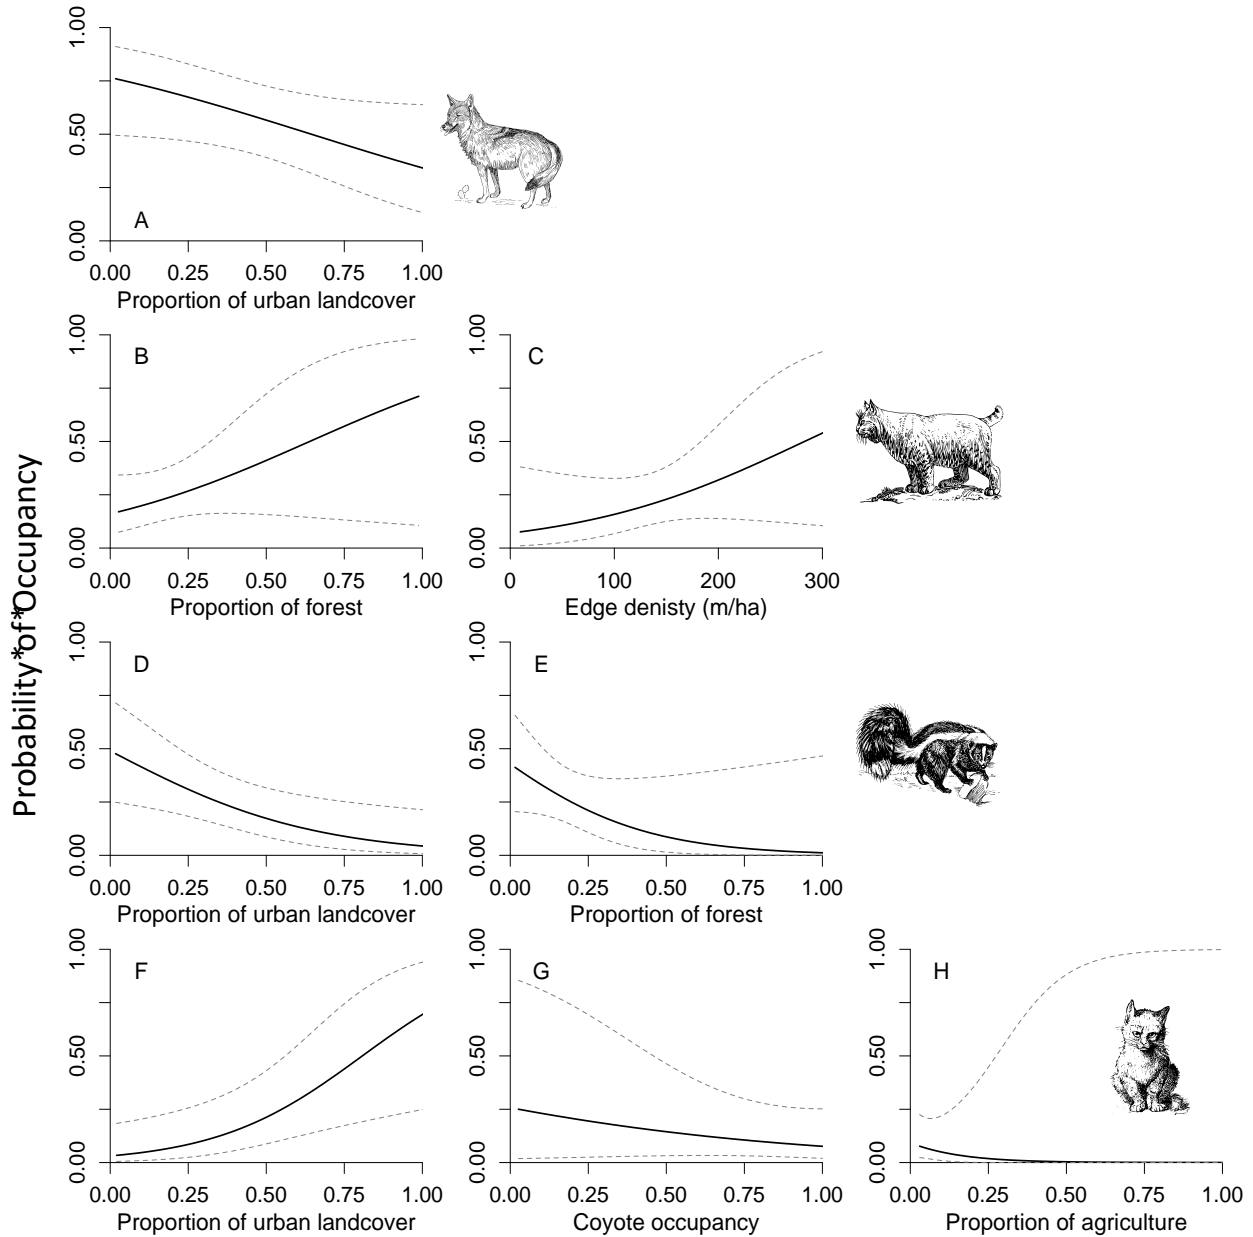 Probability*of*Occupancy
1.00
0.50
0.00
A
0.00 0.25 0.50 0.75 1.00
Proportion of urban landcover
1.00
0.50
0.00
B
0.00 0.25 0.50 0.75 1.00
Proportion of forest
1.00
0.50
0.00
C
0 100 200 300
Edge denisty (m/ha)
1.00
0.50
0.00
D
0.00 0.25 0.50 0.75 1.00
Proportion of urban landcover
1.00
0.50
0.00
E
0.00 0.25 0.50 0.75 1.00
Proportion of forest
1.00
0.50
0.00
F
0.00 0.25 0.50 0.75 1.00
Proportion of urban landcover
1.00
0.50
0.00
G
0.00 0.25 0.50 0.75 1.00
Coyote occupancy
1.00
0.50
0.00
H
0.00 0.25 0.50 0.75 1.00
Proportion of agriculture